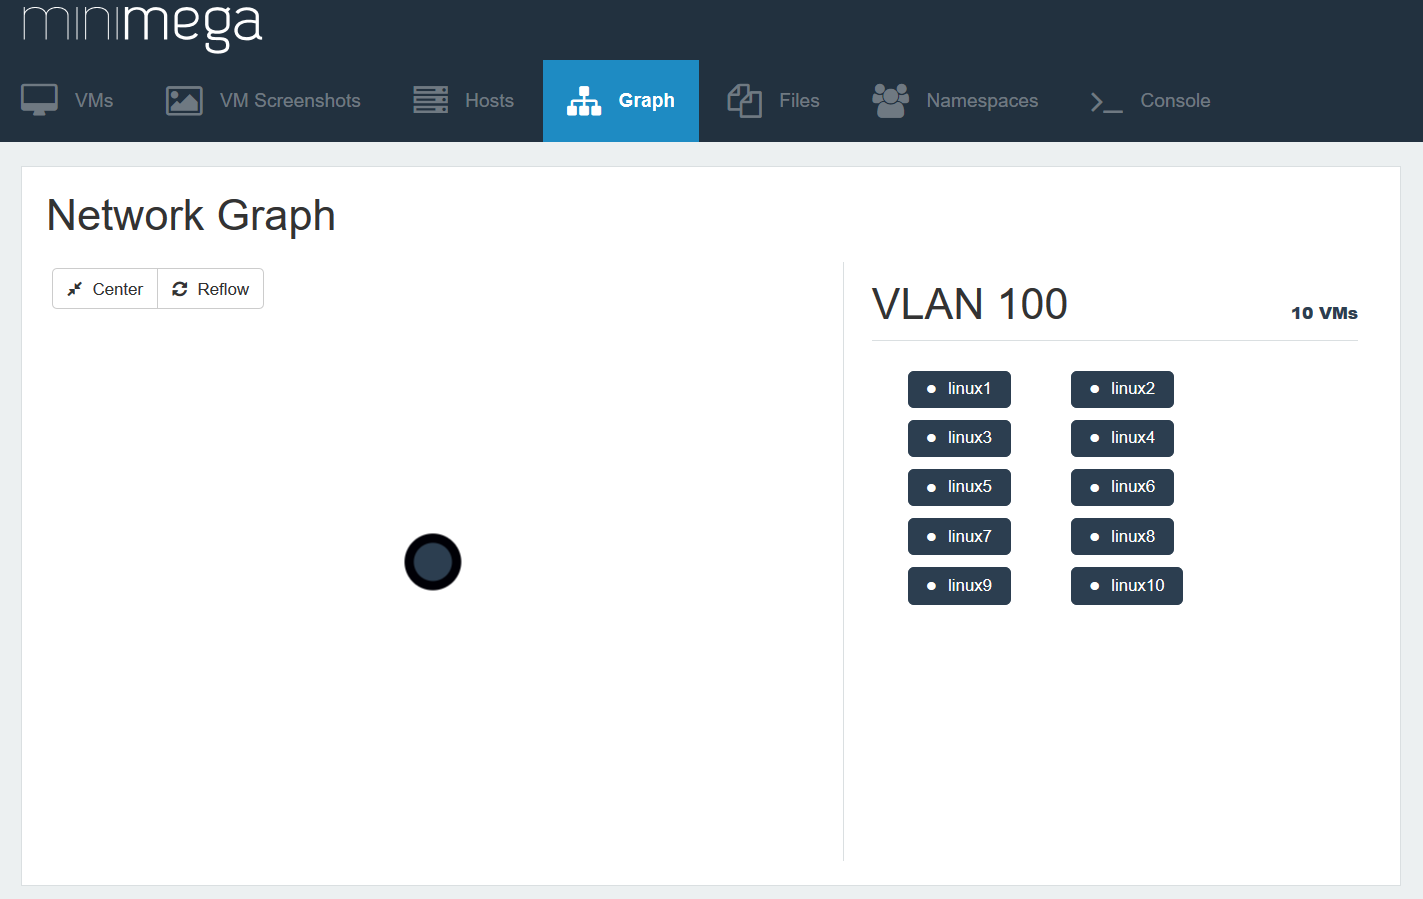 minimega
VMs VM Screenshots Hosts Graph Files Namespaces Console
Network Graph
Center Reflow
VLAN 100 10 VMs
linux1 linux2
linux3 linux4
linux5 linux6
linux7 linux8
linux9 linux10